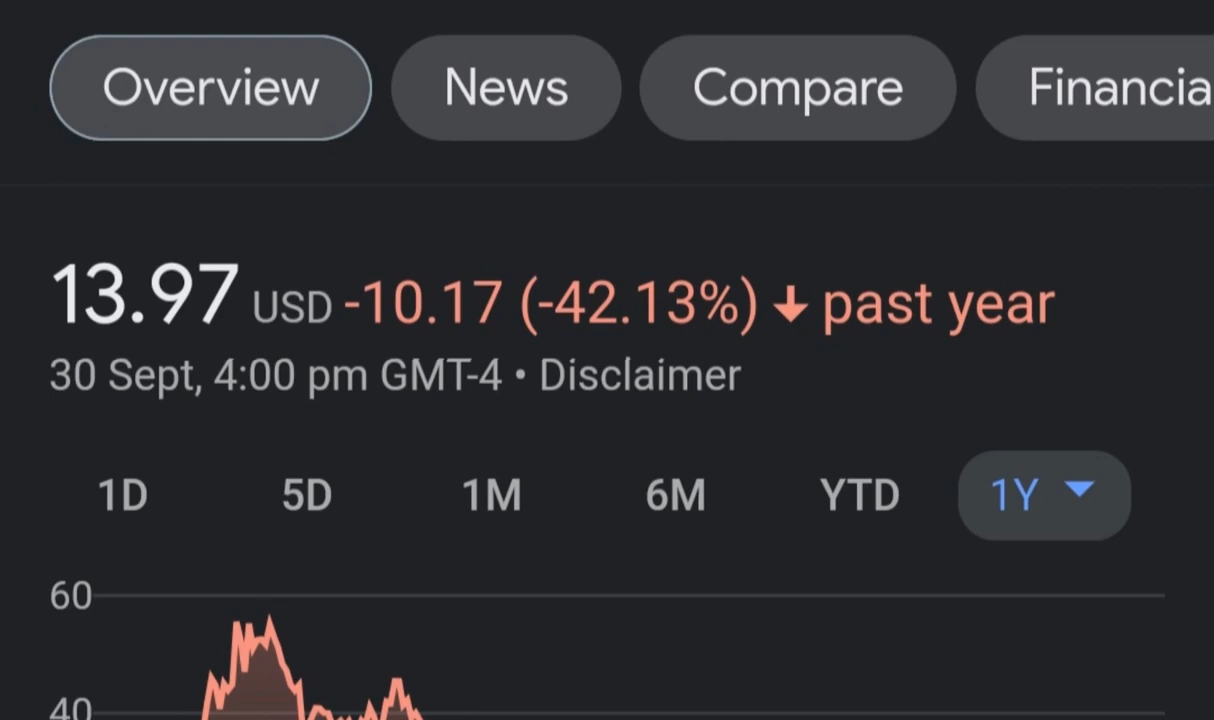 Overview News Compare Financia
13.97 USD -10.17 (-42.13%) ↓ past year
30 Sept, 4:00 pm GMT-4 • Disclaimer
1D 5D 1M 6M YTD 1Y
60
40